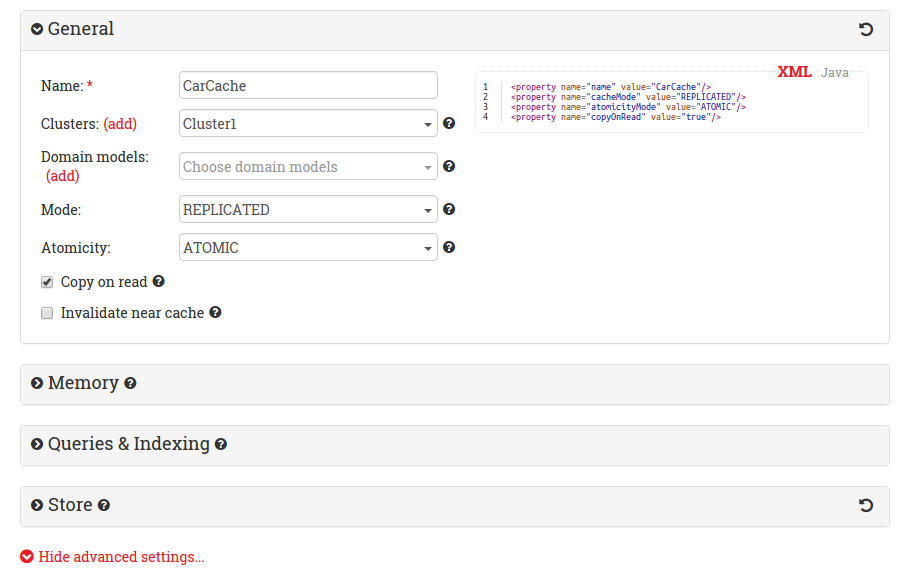 General
Name: *
CarCache
Clusters: (add)
Cluster1
Domain models:
(add)
Choose domain models
Mode:
REPLICATED
Atomicity:
ATOMIC
Copy on read
Invalidate near cache
XML Java
1 <property name="name" value="CarCache"/>
2 <property name="cacheMode" value="REPLICATED"/>
3 <property name="atomicityMode" value="ATOMIC"/>
4 <property name="copyOnRead" value="true"/>
Memory
Queries & Indexing
Store
Hide advanced settings...